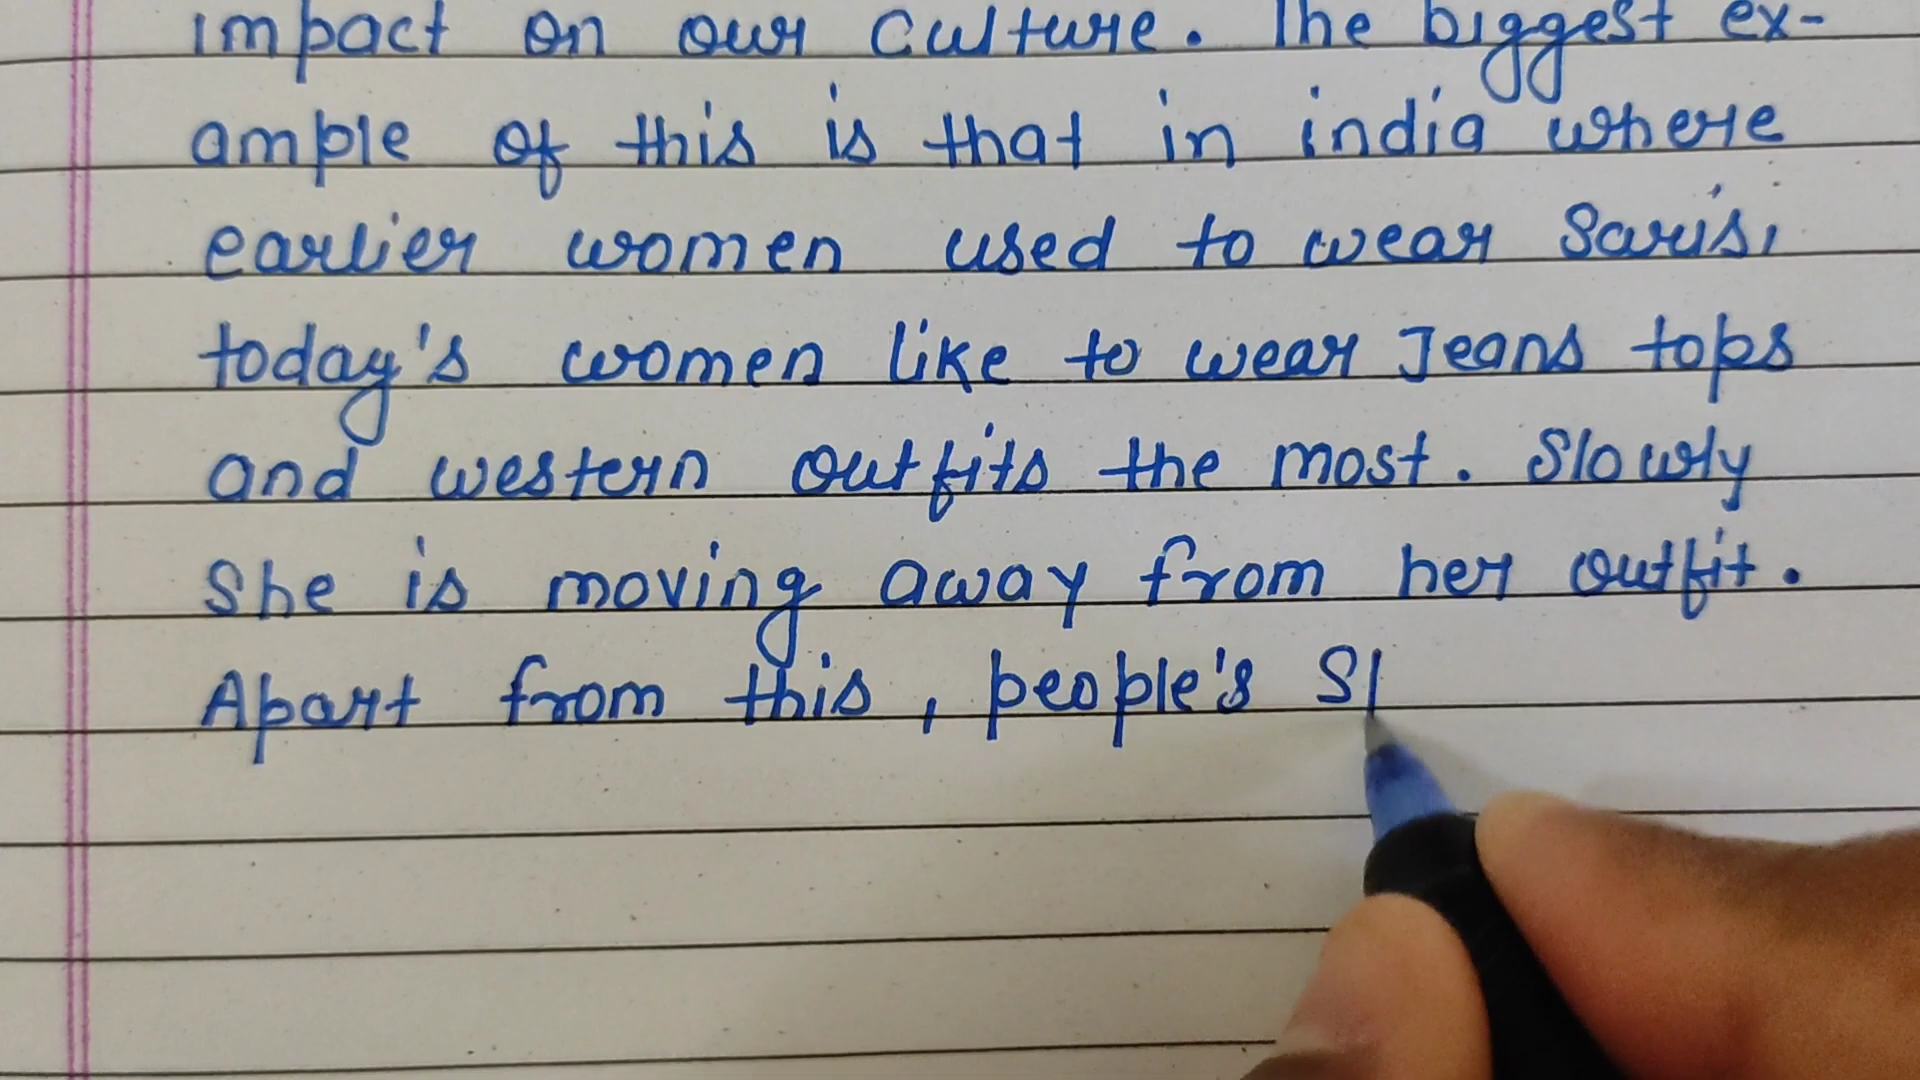 impact on our culture. The biggest ex-
ample of this is that in india where
earlier women used to wear Saris,
today's women like to wear Jeans tops
and western outfits the most. Slowly
She is moving away from her outfit.
Apart from this, people's